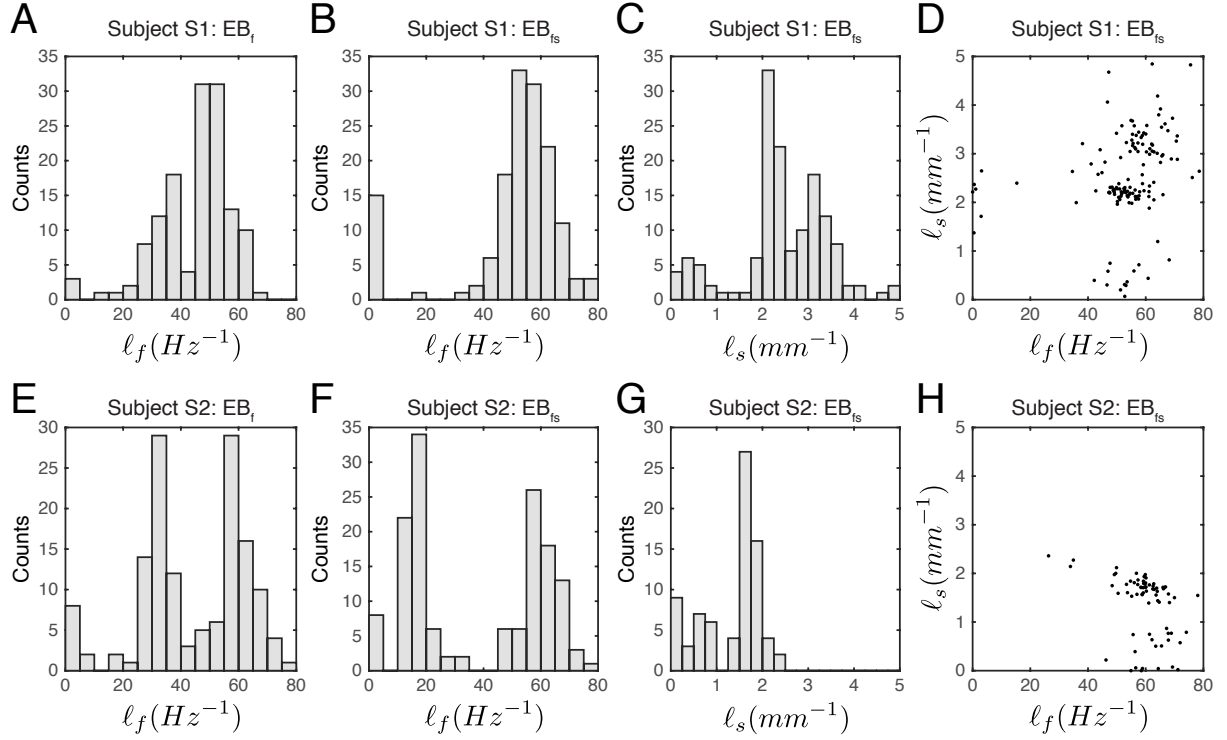 A
Subject S1: EB_f
Counts
35
30
25
20
15
10
5
0
0 20 40 60 80
ℓ_f(Hz^{-1})
B
Subject S1: EB_fs
Counts
35
30
25
20
15
10
5
0
0 20 40 60 80
ℓ_f(Hz^{-1})
C
Subject S1: EB_fs
Counts
35
30
25
20
15
10
5
0
0 1 2 3 4 5
ℓ_s(mm^{-1})
D
Subject S1: EB_fs
ℓ_s(mm^{-1})
5
4
3
2
1
0
0 20 40 60 80
ℓ_f(Hz^{-1})
E
Subject S2: EB_f
Counts
30
25
20
15
10
5
0
0 20 40 60 80
ℓ_f(Hz^{-1})
F
Subject S2: EB_fs
Counts
35
30
25
20
15
10
5
0
0 20 40 60 80
ℓ_f(Hz^{-1})
G
Subject S2: EB_fs
Counts
30
25
20
15
10
5
0
0 1 2 3 4 5
ℓ_s(mm^{-1})
H
Subject S2: EB_fs
ℓ_s(mm^{-1})
5
4
3
2
1
0
0 20 40 60 80
ℓ_f(Hz^{-1})